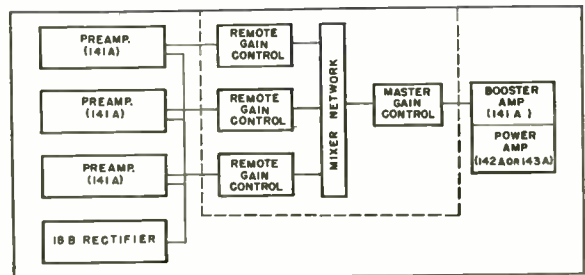 PREAMP.
(141A)
REMOTE
GAIN
CONTROL
PREAMP.
(141A)
REMOTE
GAIN
CONTROL
PREAMP.
(141A)
REMOTE
GAIN
CONTROL
18B RECTIFIER
MIXER NETWORK
MASTER
GAIN
CONTROL
BOOSTER
AMP
(141A)
POWER
AMP
(142A OR 143A)